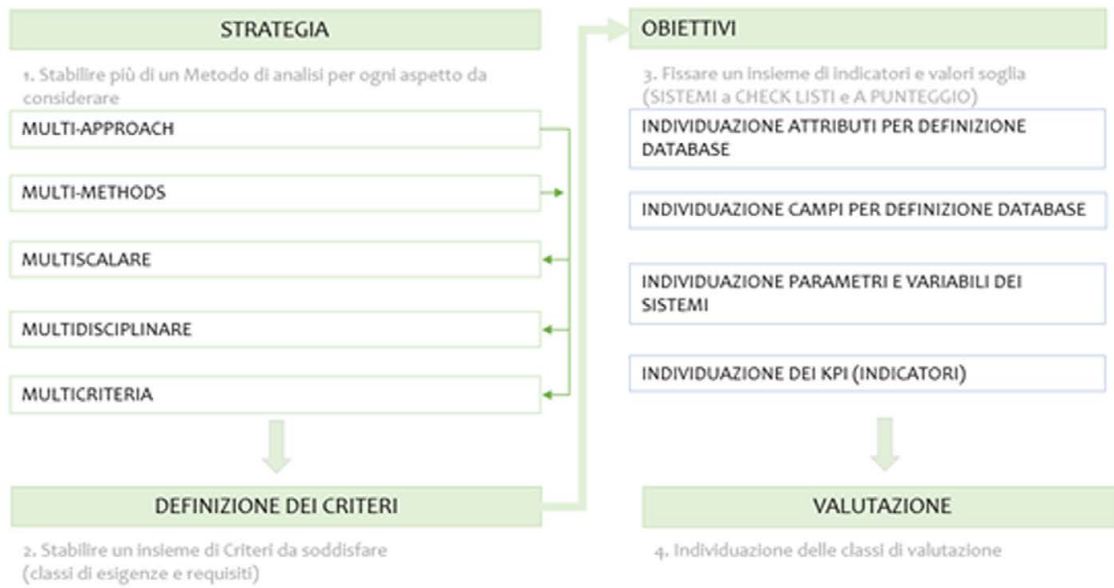 STRATEGIA
1. Stabilire più di un Metodo di analisi per ogni aspetto da
considerare
MULTI-APPROACH
MULTI-METHODS
MULTISCALARE
MULTIDISCIPLINARE
MULTICRITERIA
DEFINIZIONE DEI CRITERI
2. Stabilire un insieme di Criteri da soddisfare
(classi di esigenze e requisiti)
OBIETTIVI
3. Fissare un insieme di indicatori e valori soglia
(SISTEMI a CHECK LISTI e A PUNTEGGIO)
INDIVIDUAZIONE ATTRIBUTI PER DEFINIZIONE
DATABASE
INDIVIDUAZIONE CAMPI PER DEFINIZIONE DATABASE
INDIVIDUAZIONE PARAMETRI E VARIABILI DEI
SISTEMI
INDIVIDUAZIONE DEI KPI (INDICATORI)
VALUTAZIONE
4. Individuazione delle classi di valutazione